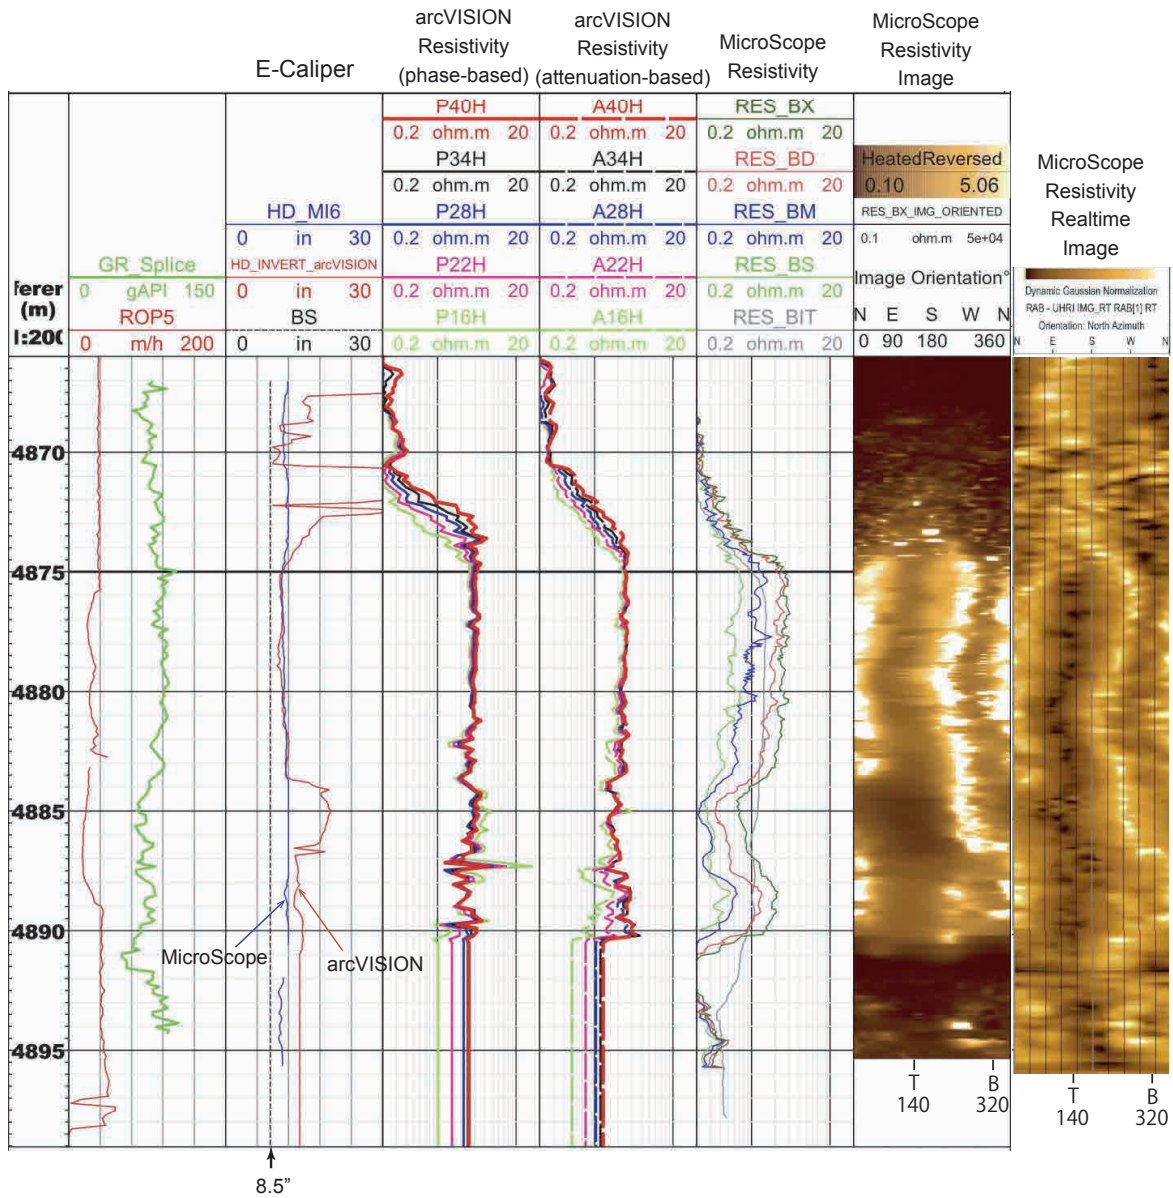 arcVISION
Resistivity
(phase-based)
arcVISION
Resistivity
(attenuation-based)
MicroScope
Resistivity
MicroScope
Resistivity
Image
E-Caliper
MicroScope
Resistivity
Realtime
Image
ferer
(m)
1:200
GR_Splice
0 gAPI 150
ROP5
0 m/h 200
HD_MI6
0 in 30
HD_INVERT_arcVISION
0 in 30
BS
0 in 30
P40H
0.2 ohm.m 20
P34H
0.2 ohm.m 20
P28H
0.2 ohm.m 20
P22H
0.2 ohm.m 20
P16H
0.2 ohm.m 20
A40H
0.2 ohm.m 20
A34H
0.2 ohm.m 20
A28H
0.2 ohm.m 20
A22H
0.2 ohm.m 20
A16H
0.2 ohm.m 20
RES_BX
0.2 ohm.m 20
RES_BD
0.2 ohm.m 20
RES_BM
0.2 ohm.m 20
RES_BS
0.2 ohm.m 20
RES_BIT
0.2 ohm.m 20
HeatedReversed
0.10 5.06
RES_BX_IMG_ORIENTED
0.1 ohm.m 5e+04
Image Orientation°
N E S W N
0 90 180 360
Dynamic Gaussian Normalization
RAB - UHRI IMG_RT RAB[1] RT
Orientation: North Azimuth
N E S W N
4870
4875
4880
4885
4890
4895
MicroScope
arcVISION
8.5”
T
140
B
320
T
140
B
320